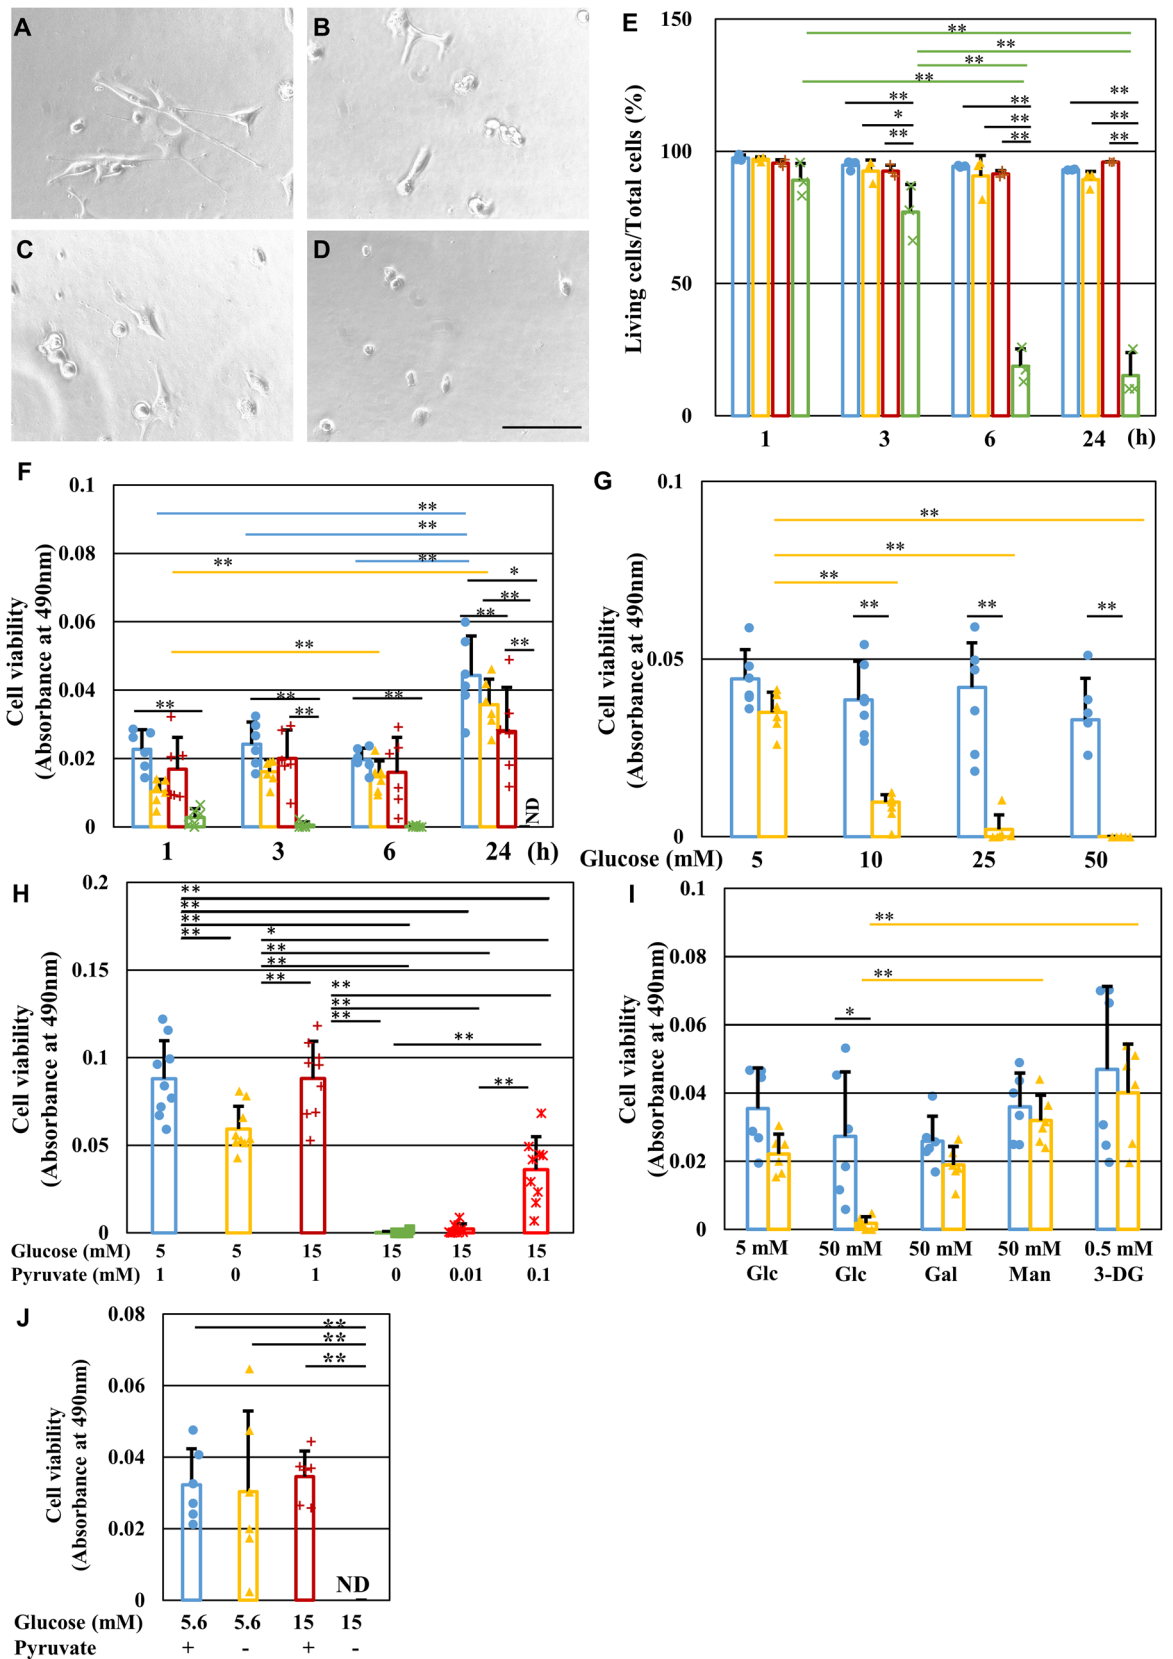 A
B
C
D
E
Living cells/Total cells (%)
150
100
50
0
** 
**
**
**
** ** **
* ** **
** ** **
1 3 6 24 (h)
F
Cell viability
(Absorbance at 490nm)
0.1
0.08
0.06
0.04
0.02
0
**
**
**
**
*
**
**
**
**
**
**
**
**
ND
1 3 6 24 (h)
G
Cell viability
(Absorbance at 490nm)
0.1
0.05
0
**
**
**
** ** **
Glucose (mM) 5 10 25 50
H
Cell viability
(Absorbance at 490nm)
0.2
0.15
0.1
0.05
0
**
**
**
**
*
**
**
**
**
**
**
**
**
Glucose (mM) 5 5 15 15 15 15
Pyruvate (mM) 1 0 1 0 0.01 0.1
I
Cell viability
(Absorbance at 490nm)
0.1
0.08
0.06
0.04
0.02
0
**
**
*
5 mM 50 mM 50 mM 50 mM 0.5 mM
Glc Glc Gal Man 3-DG
J
Cell viability
(Absorbance at 490nm)
0.08
0.06
0.04
0.02
0
**
**
**
ND
Glucose (mM) 5.6 5.6 15 15
Pyruvate + - + -